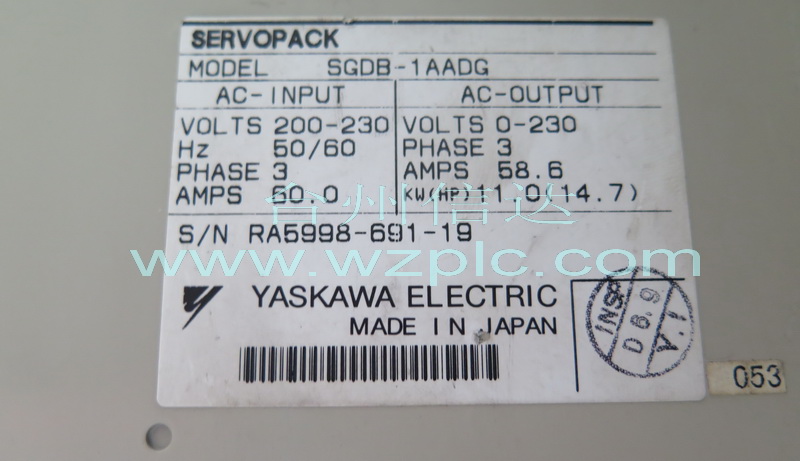 SERVOPACK
MODEL SGDB-1AADG
AC-INPUT AC-OUTPUT
VOLTS 200-230 VOLTS 0-230
Hz 50/60 PHASE 3
PHASE 3 AMPS 58.6
AMPS 60.0 KW(HP) 11.0(14.7)
台州信达
S/N RA5998-691-19
www.wzplc.com
YASKAWA ELECTRIC
MADE IN JAPAN
INSP
D 6.9
Y.I
053